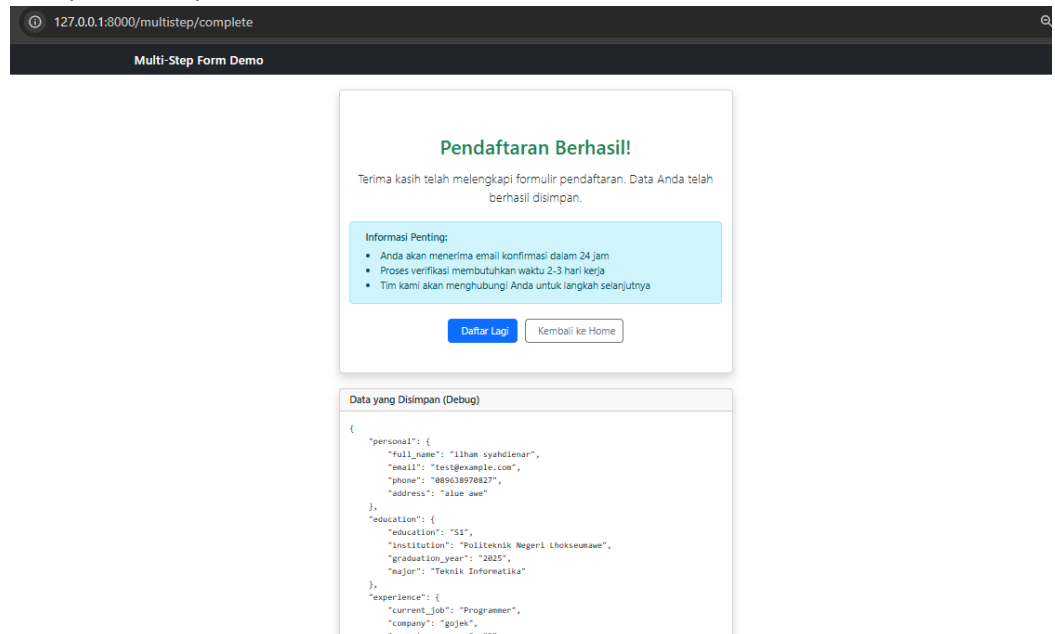 127.0.0.1:8000/multistep/complete
Multi-Step Form Demo
Pendaftaran Berhasil!
Terima kasih telah melengkapi formulir pendaftaran. Data Anda telah
berhasil disimpan.
Informasi Penting:
• Anda akan menerima email konfirmasi dalam 24 jam
• Proses verifikasi membutuhkan waktu 2-3 hari kerja
• Tim kami akan menghubungi Anda untuk langkah selanjutnya
Daftar Lagi Kembali ke Home
Data yang Disimpan (Debug)
{
"personal": {
"full_name": "ilham syahdienar",
"email": "test@example.com",
"phone": "089638970827",
"address": "alue awe"
},
"education": {
"education": "S1",
"institution": "Politeknik Negeri Lhokseumawe",
"graduation_year": "2025",
"major": "Teknik Informatika"
},
"experience": {
"current_job": "Programmer",
"company": "gojek",